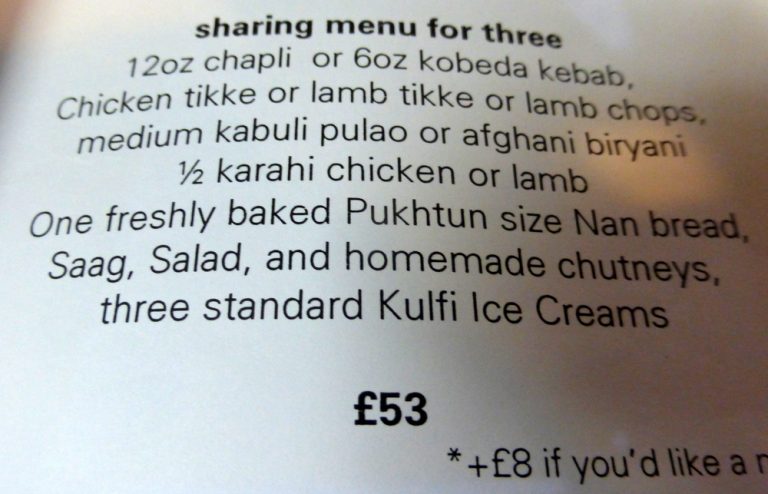 sharing menu for three
12oz chapli or 6oz kobeda kebab,
Chicken tikke or lamb tikke or lamb chops,
medium kabuli pulao or afghani biryani
½ karahi chicken or lamb
One freshly baked Pukhtun size Nan bread,
Saag, Salad, and homemade chutneys,
three standard Kulfi Ice Creams
£53
*+£8 if you'd like a